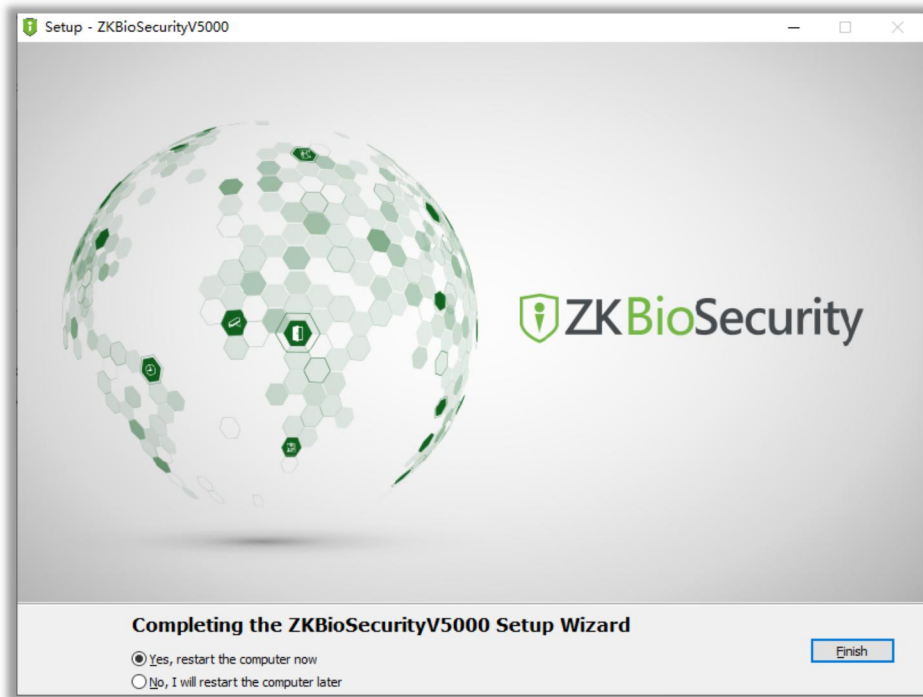 Setup - ZKBioSecurityV5000
ZKBioSecurity
Completing the ZKBioSecurityV5000 Setup Wizard
Yes, restart the computer now
No, I will restart the computer later
Finish